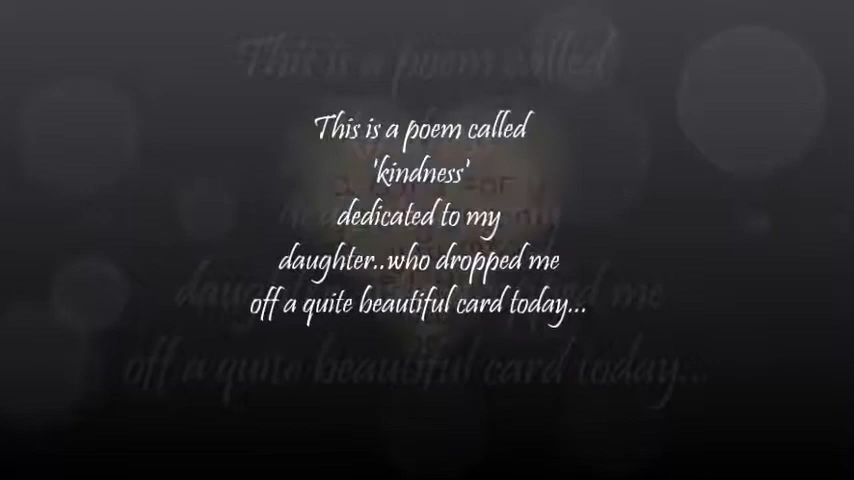 This is a poem called
'kindness'
dedicated to my
daughter..who dropped me
off a quite beautiful card today...